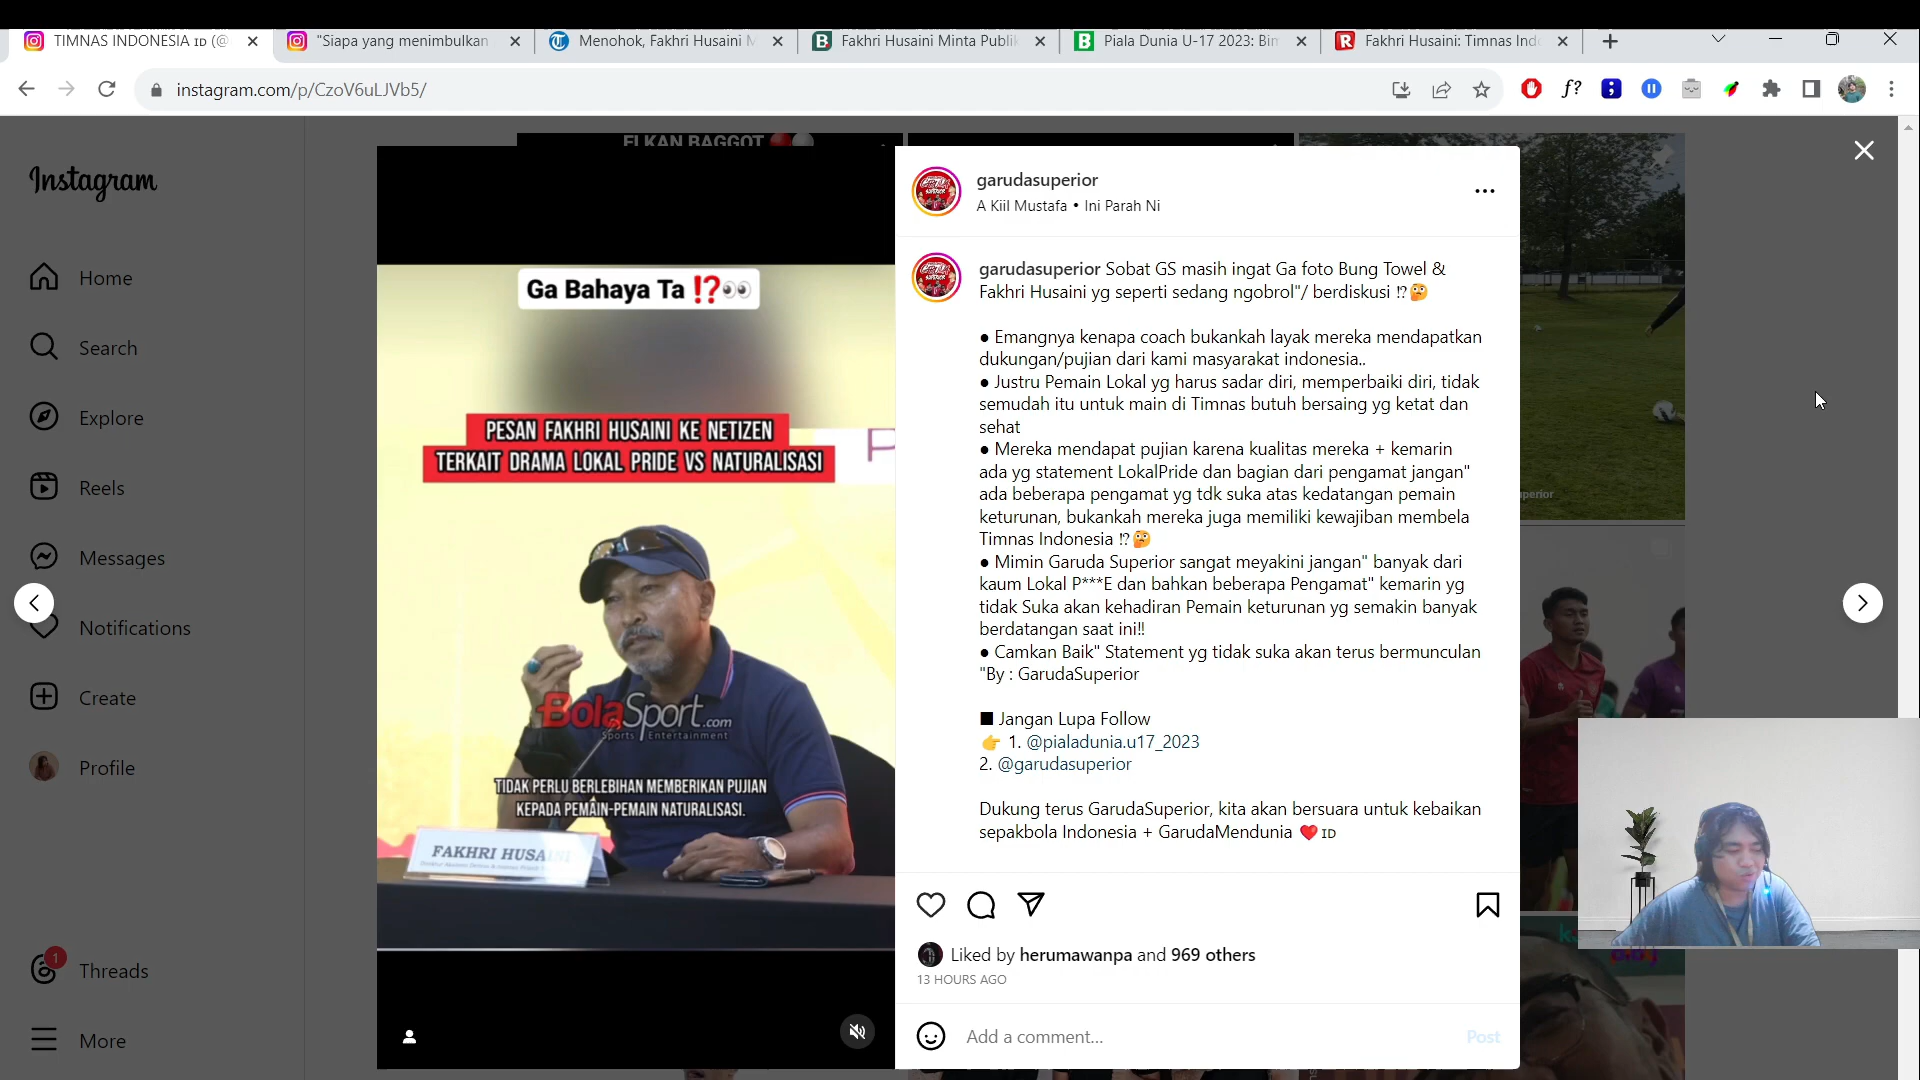 TIMNAS INDONESIA ID (@
"Siapa yang menimbulkan
Menohok, Fakhri Husaini M
Fakhri Husaini Minta Publik
Piala Dunia U-17 2023: Bim
Fakhri Husaini: Timnas Ind
instagram.com/p/CzoV6uLJVb5/
Instagram
Home
Search
Explore
Reels
Messages
Notifications
Create
Profile
1
Threads
More
ELKAN BAGGOTT
Ga Bahaya Ta ⁉️👀
PESAN FAKHRI HUSAINI KE NETIZEN
TERKAIT DRAMA LOKAL PRIDE VS NATURALISASI
P
BolaSport.com
Sports Entertainment
TIDAK PERLU BERLEBIHAN MEMBERIKAN PUJIAN
KEPADA PEMAIN-PEMAIN NATURALISASI.
FAKHRI HUSAINI
garudasuperior
A Kiil Mustafa • Ini Parah Ni
garudasuperior Sobat GS masih ingat Ga foto Bung Towel &
Fakhri Husaini yg seperti sedang ngobrol"/ berdiskusi !?🤔
● Emangnya kenapa coach bukankah layak mereka mendapatkan
dukungan/pujian dari kami masyarakat indonesia..
● Justru Pemain Lokal yg harus sadar diri, memperbaiki diri, tidak
semudah itu untuk main di Timnas butuh bersaing yg ketat dan
sehat
● Mereka mendapat pujian karena kualitas mereka + kemarin
ada yg statement LokalPride dan bagian dari pengamat jangan"
ada beberapa pengamat yg tdk suka atas kedatangan pemain
keturunan, bukankah mereka juga memiliki kewajiban membela
Timnas Indonesia !?🤔
● Mimin Garuda Superior sangat meyakini jangan" banyak dari
kaum Lokal P***E dan bahkan beberapa Pengamat" kemarin yg
tidak Suka akan kehadiran Pemain keturunan yg semakin banyak
berdatangan saat ini!!
● Camkan Baik" Statement yg tidak suka akan terus bermunculan
"By : GarudaSuperior
■ Jangan Lupa Follow
👉 1. @pialadunia.u17_2023
2. @garudasuperior
Dukung terus GarudaSuperior, kita akan bersuara untuk kebaikan
sepakbola Indonesia + GarudaMendunia ❤️ ID
Liked by herumawanpa and 969 others
13 HOURS AGO
Add a comment...
Post
perior